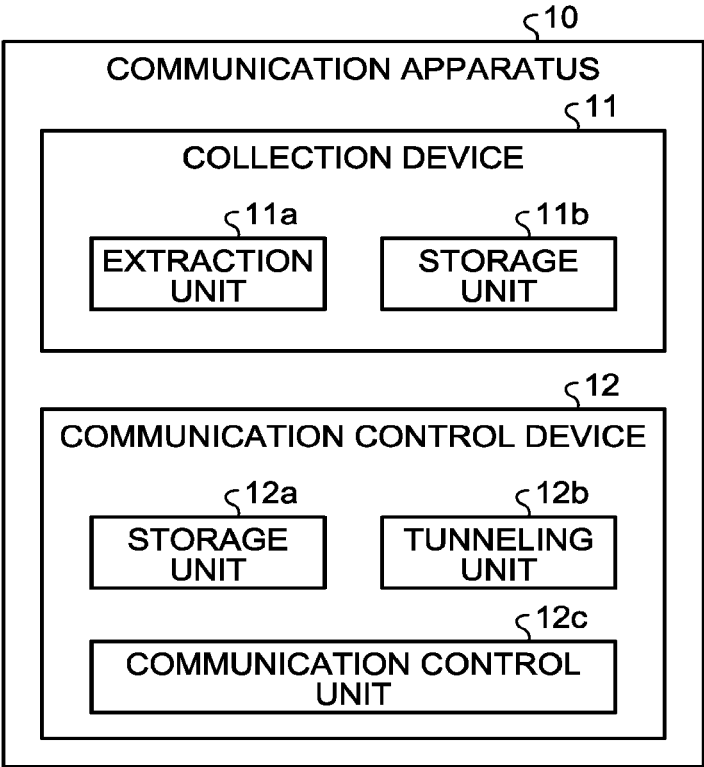 10
COMMUNICATION APPARATUS
11
COLLECTION DEVICE
11a
EXTRACTION
UNIT
11b
STORAGE
UNIT
12
COMMUNICATION CONTROL DEVICE
12a
STORAGE
UNIT
12b
TUNNELING
UNIT
12c
COMMUNICATION CONTROL
UNIT